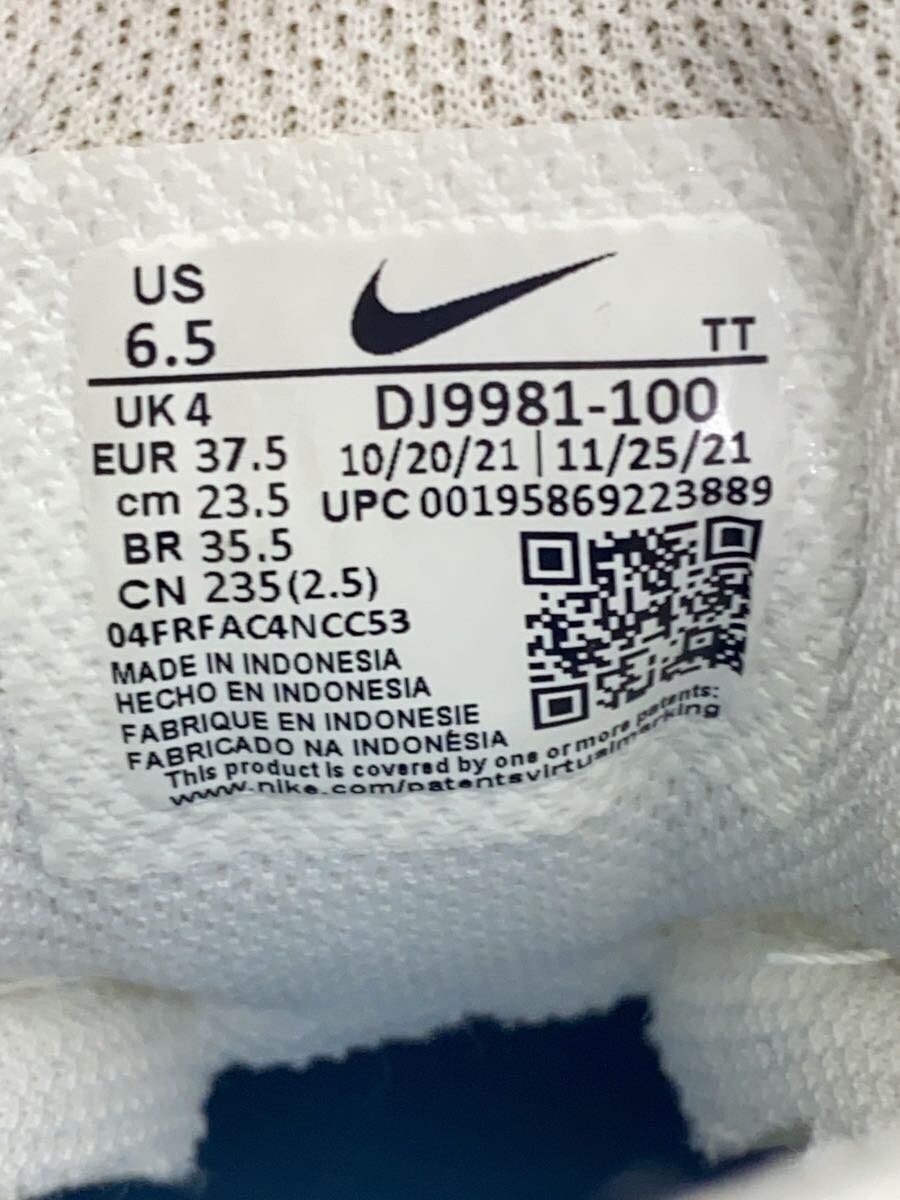 US
6.5
TT
UK 4
DJ9981-100
EUR 37.5
10/20/21 | 11/25/21
cm 23.5
UPC 00195869223889
BR 35.5
CN 235(2.5)
04FRFAC4NCC53
MADE IN INDONESIA
HECHO EN INDONESIA
FABRIQUE EN INDONESIE
FABRICADO NA INDONÉSIA
This product is covered by one or more patents:
www.nike.com/patentsvirtualmarking